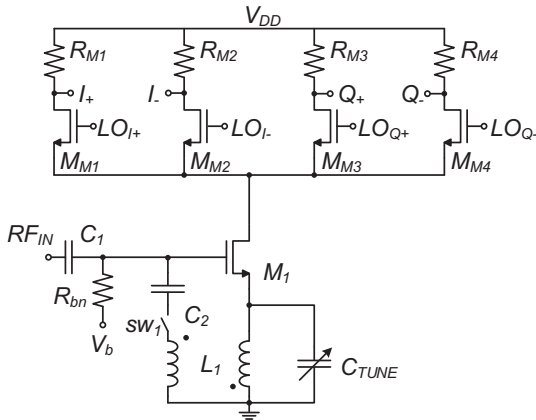 V_DD
R_M1 R_M2 R_M3 R_M4
I+ I- Q+ Q-
LO_I+ LO_I- LO_Q+ LO_Q-
M_M1 M_M2 M_M3 M_M4
RF_IN C_1
M_1
R_bn
C_2
sw_1
V_b
L_1
C_TUNE